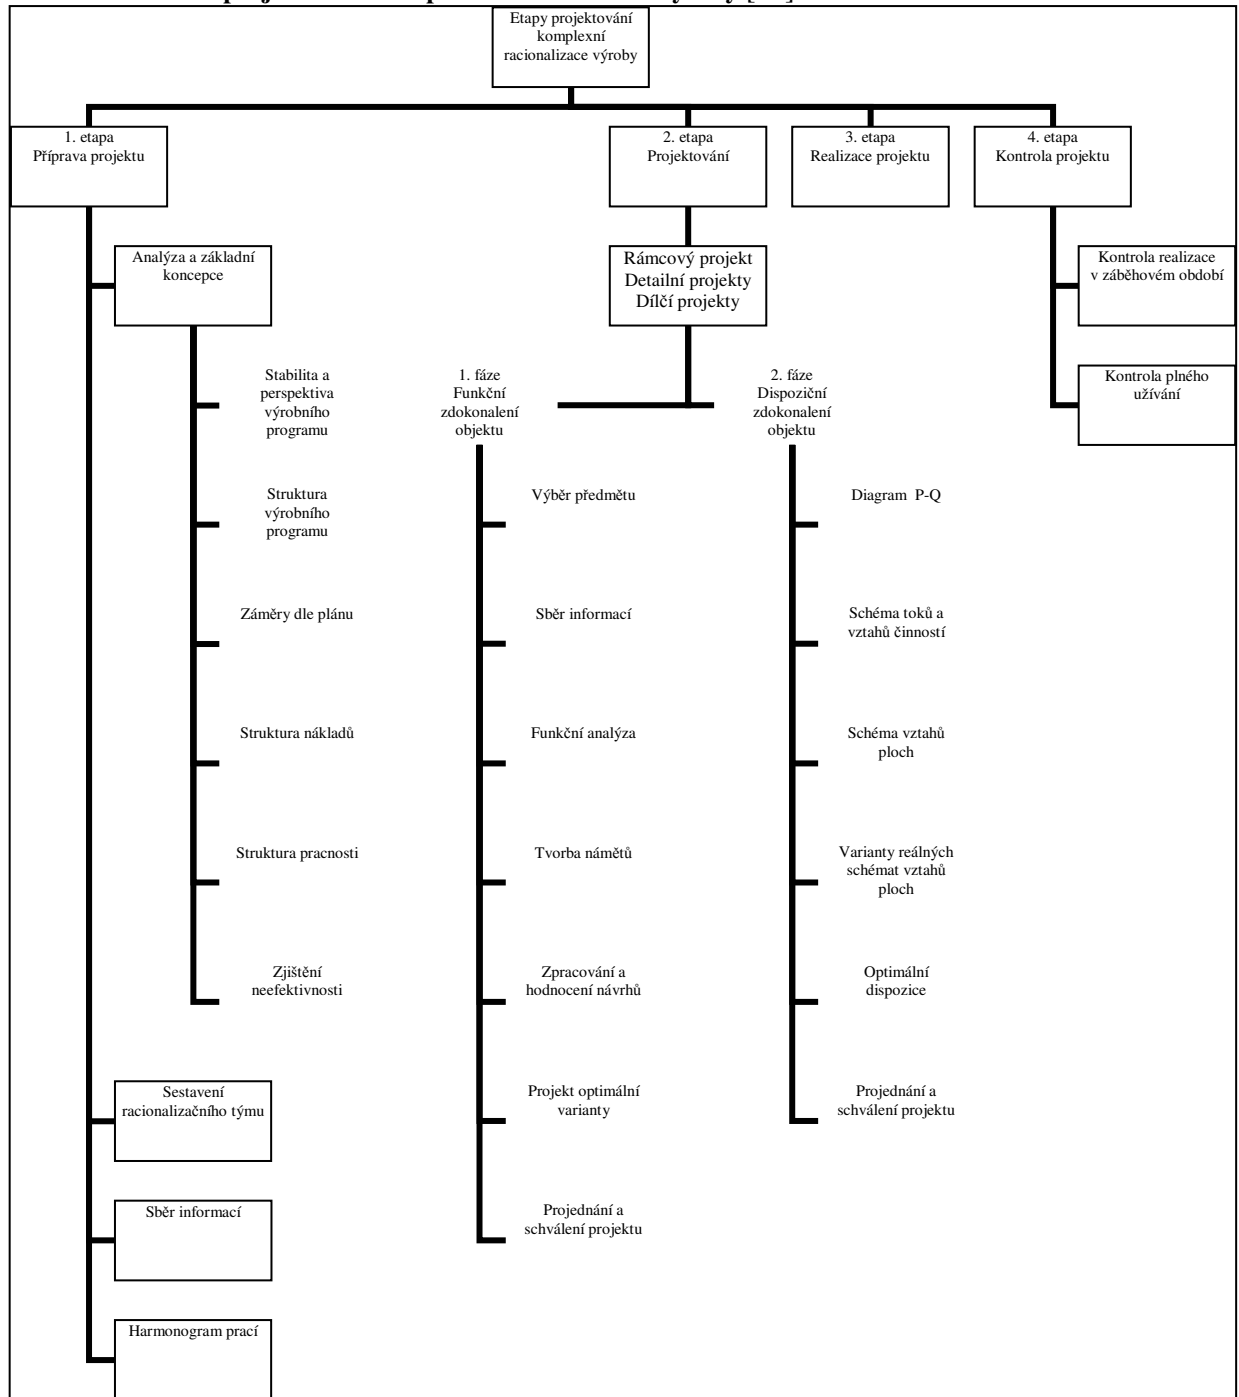 Etapy projektování
komplexní
racionalizace výroby
1. etapa
Příprava projektu
2. etapa
Projektování
3. etapa
Realizace projektu
4. etapa
Kontrola projektu
Analýza a základní
koncepce
Rámcový projekt
Detailní projekty
Dílčí projekty
Kontrola realizace
v záběhovém období
Kontrola plného
užívání
Stabilita a
perspektiva
výrobního
programu
Struktura
výrobního
programu
Záměry dle plánu
Struktura nákladů
Struktura pracnosti
Zjištění
neefektivnosti
1. fáze
Funkční
zdokonalení
objektu
Výběr předmětu
Sběr informací
Funkční analýza
Tvorba námětů
Zpracování a
hodnocení návrhů
Projekt optimální
varianty
Projednání a
schválení projektu
2. fáze
Dispoziční
zdokonalení
objektu
Diagram  P-Q
Schéma toků a
vztahů činností
Schéma vztahů
ploch
Varianty reálných
schémat vztahů
ploch
Optimální
dispozice
Projednání a
schválení projektu
Sestavení
racionalizačního týmu
Sběr informací
Harmonogram prací